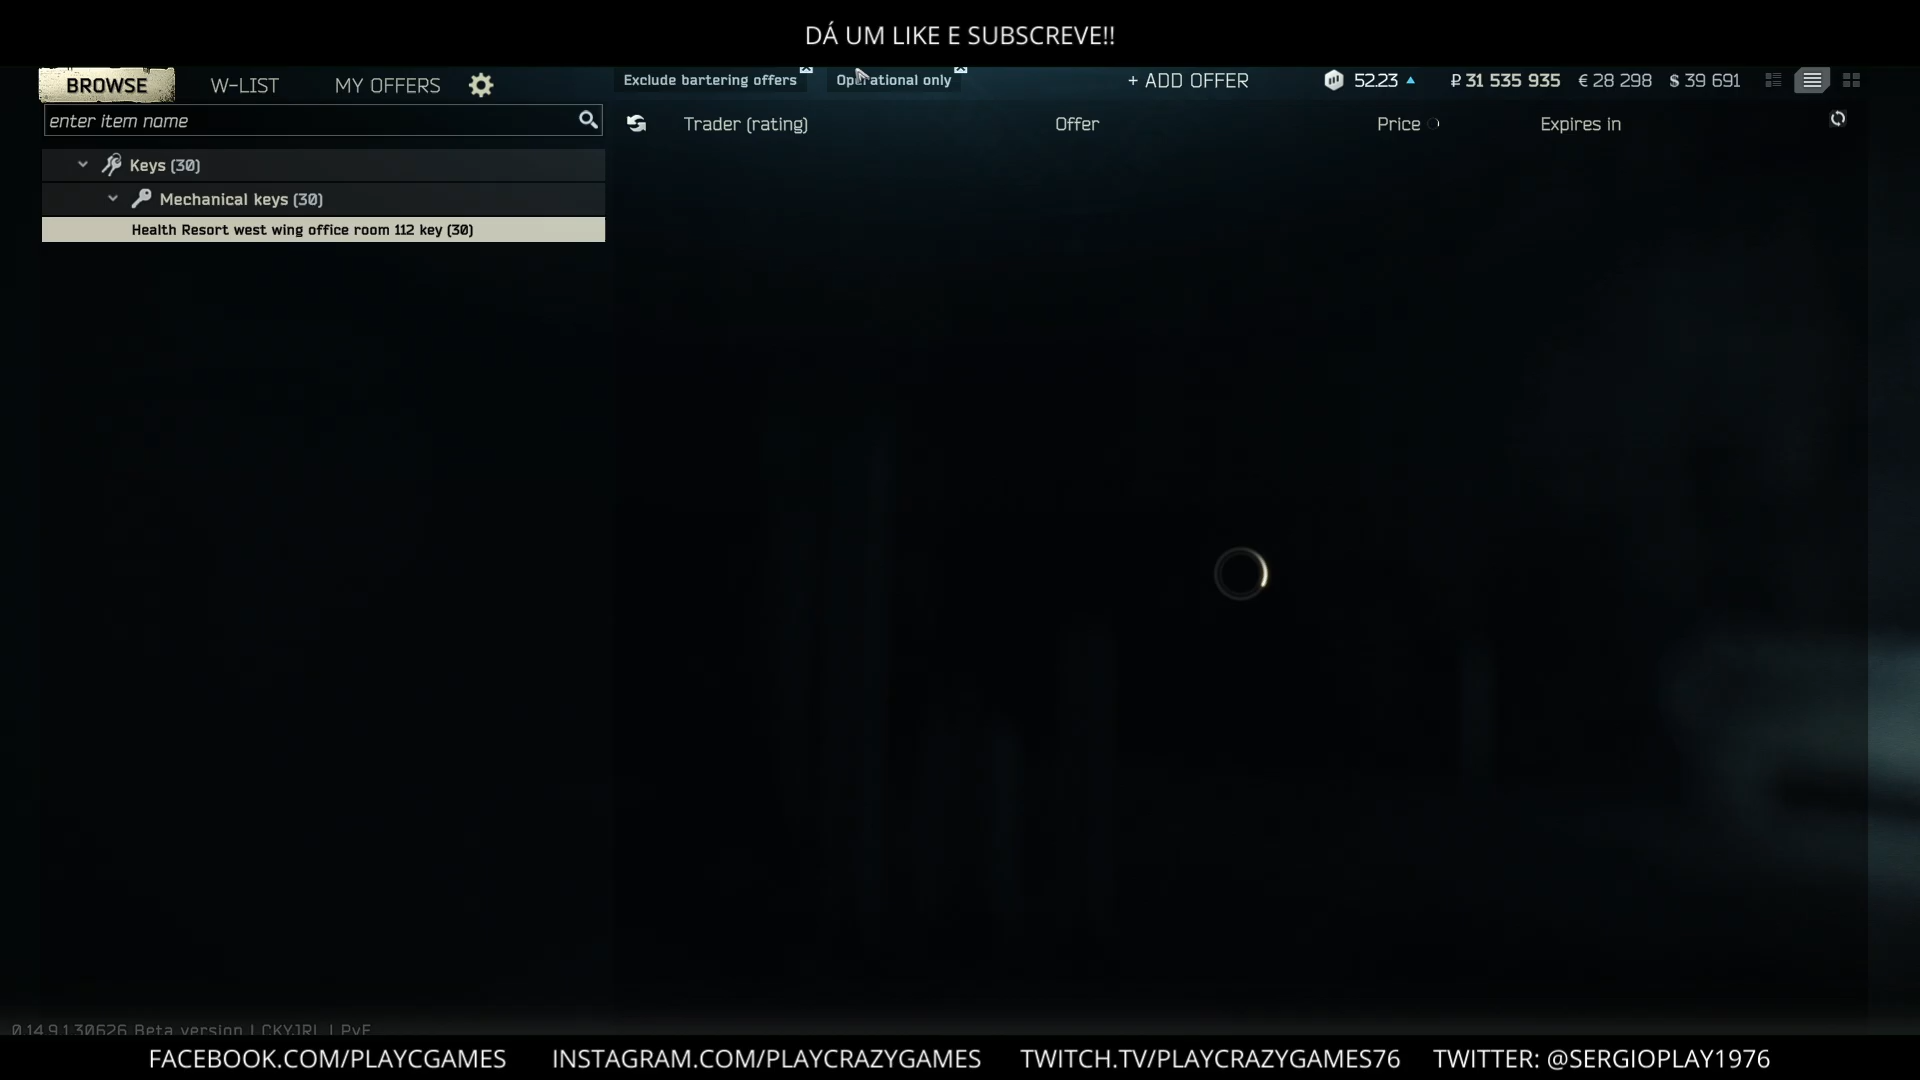 DÁ UM LIKE E SUBSCREVE!!
BROWSE W-LIST MY OFFERS Exclude bartering offers Operational only + ADD OFFER 52.23 ₽ 31 535 935 € 28 298 $ 39 691
enter item name Trader (rating) Offer Price Expires in
Keys (30)
Mechanical keys (30)
Health Resort west wing office room 112 key (30)
0.14.9.1.30626 Beta version | CKYJRL | PvE
FACEBOOK.COM/PLAYCGAMES INSTAGRAM.COM/PLAYCRAZYGAMES TWITCH.TV/PLAYCRAZYGAMES76 TWITTER: @SERGIOPLAY1976